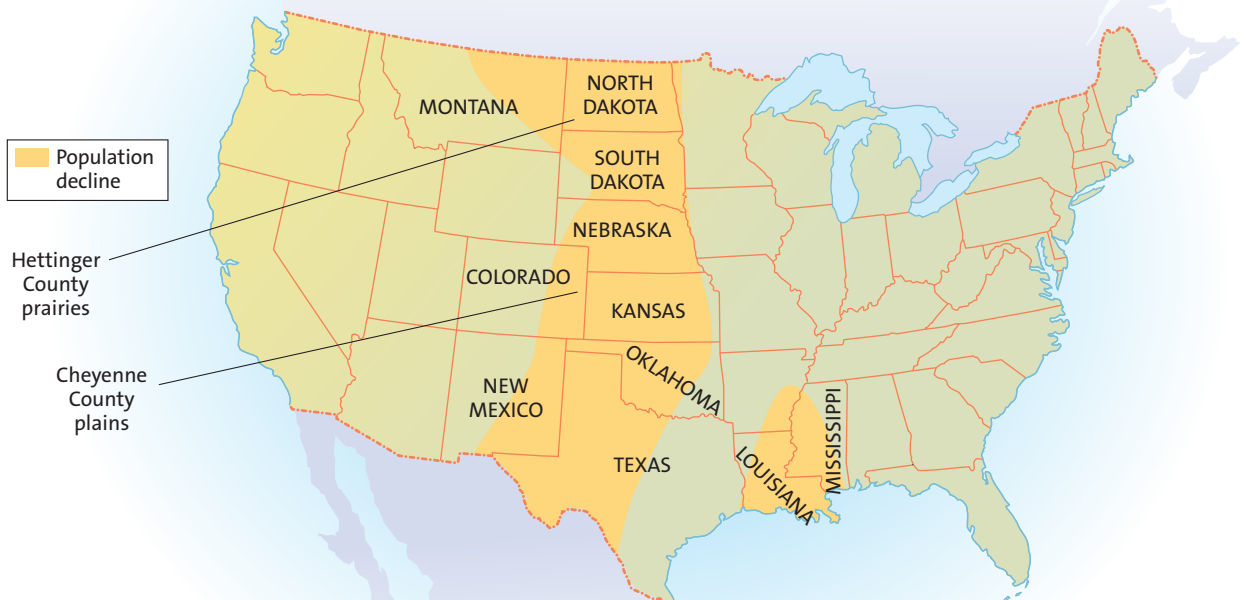 NORTH
DAKOTA
MONTANA
Population
decline
SOUTH
DAKOTA
NEBRASKA
Hettinger
County
prairies
COLORADO
KANSAS
OKLAHOMA
Cheyenne
County
plains
NEW
MEXICO
MISSISSIPPI
TEXAS
LOUISIANA